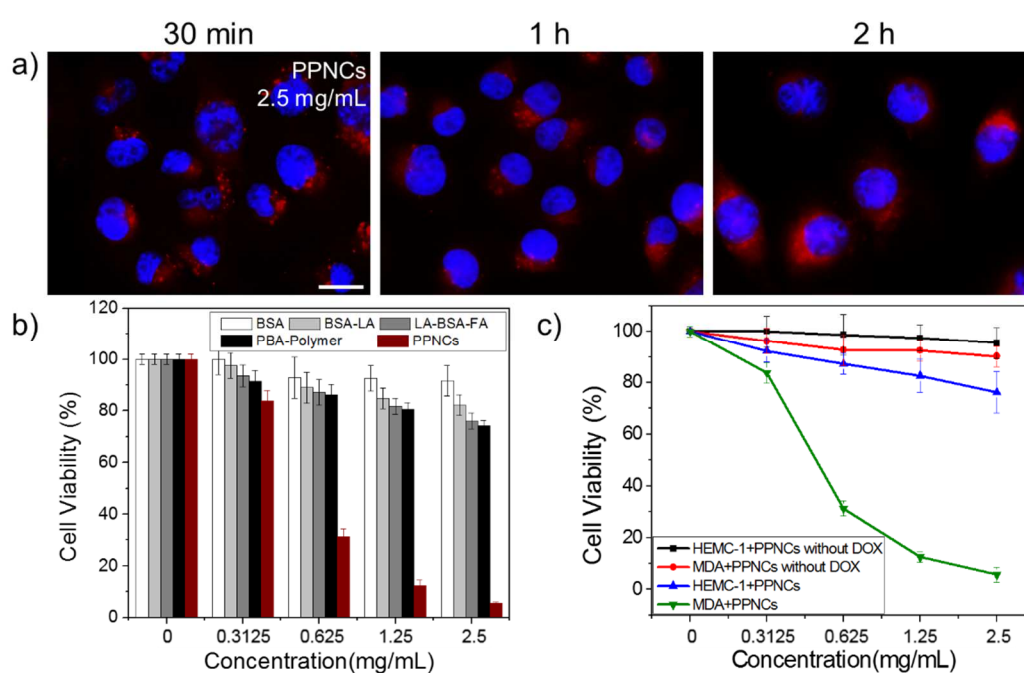 30 min 1 h 2 h
a)
PPNCs
2.5 mg/mL
b)
120
100
80
60
40
20
0
Cell Viability (%)
BSA BSA-LA LA-BSA-FA
PBA-Polymer PPNCs
0 0.3125 0.625 1.25 2.5
Concentration(mg/mL)
c)
100
80
60
40
20
0
Cell Viability (%)
HEMC-1+PPNCs without DOX
MDA+PPNCs without DOX
HEMC-1+PPNCs
MDA+PPNCs
0 0.3125 0.625 1.25 2.5
Concentration(mg/mL)